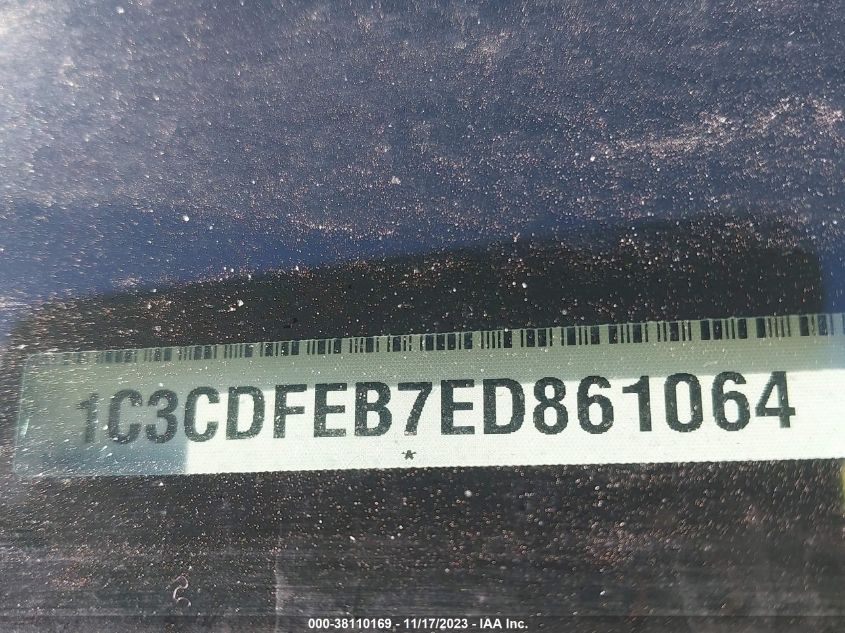 1C3CDFEB7ED861064
*
000-38110169 - 11/17/2023 - IAA Inc.